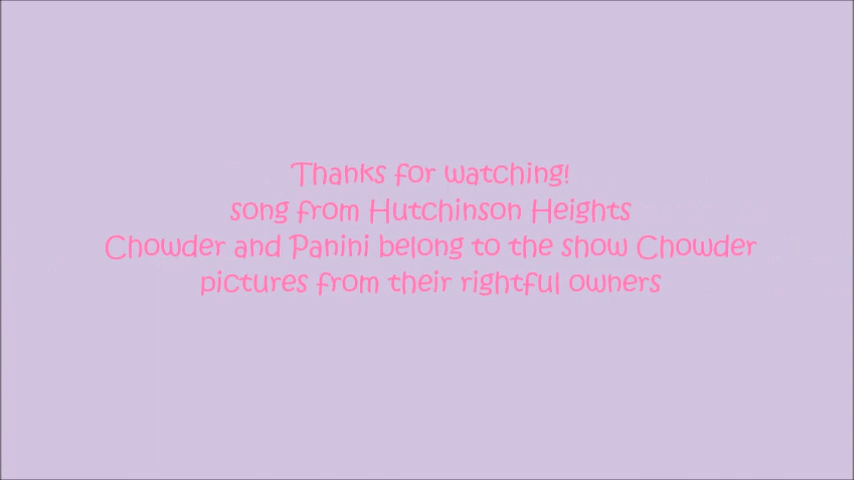 Thanks for watching!
song from Hutchinson Heights
Chowder and Panini belong to the show Chowder
pictures from their rightful owners